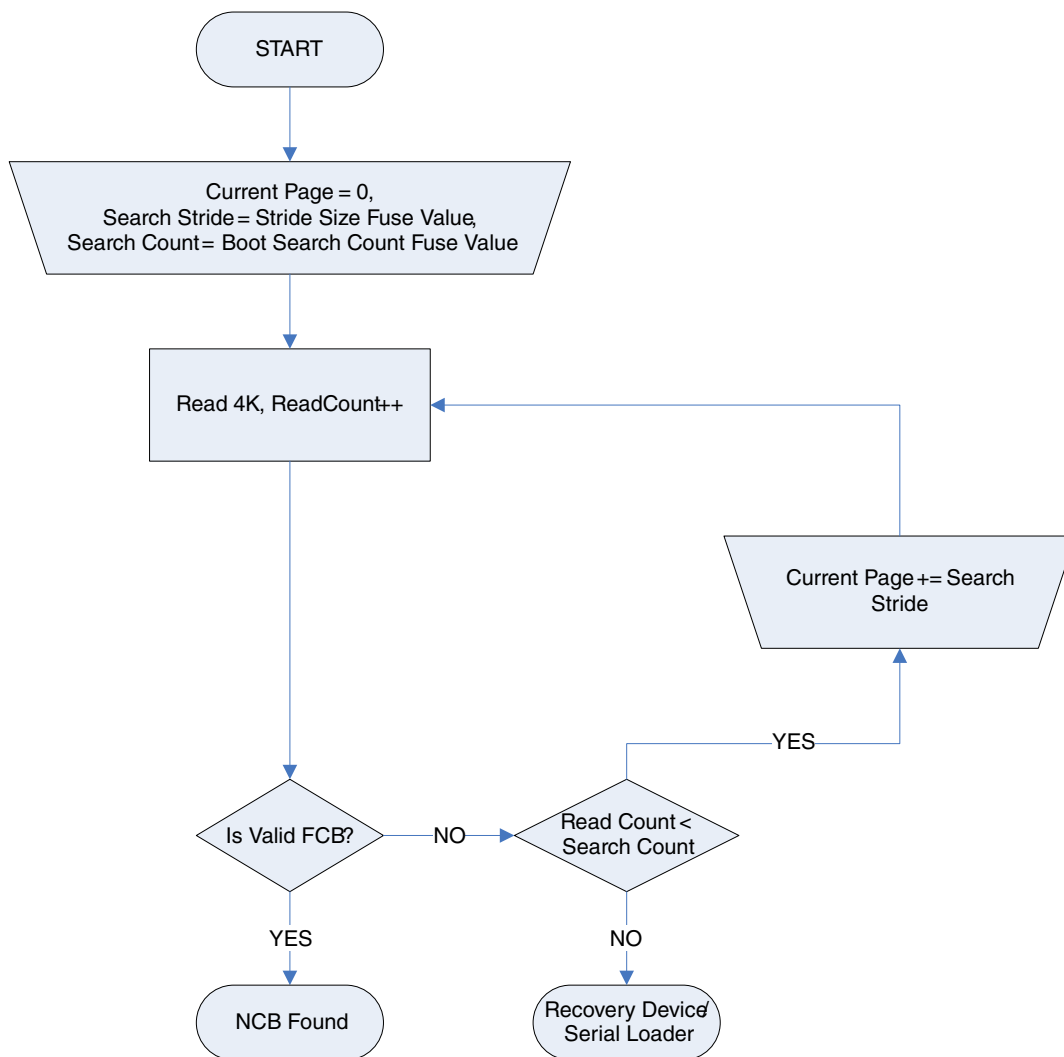 START
Current Page = 0,
Search Stride = Stride Size Fuse Value,
Search Count = Boot Search Count Fuse Value
Read 4K, ReadCount++
Current Page += Search
Stride
YES
Is Valid FCB?
NO
Read Count <
Search Count
YES
NO
NCB Found
Recovery Device/
Serial Loader